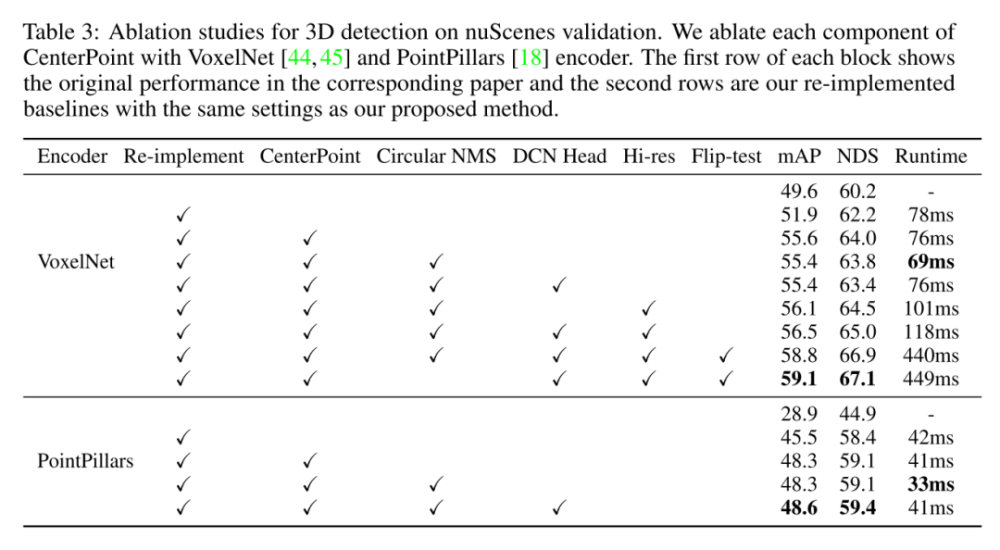 Table 3: Ablation studies for 3D detection on nuScenes validation. We ablate each component of
CenterPoint with VoxelNet [44,45] and PointPillars [18] encoder. The first row of each block shows
the original performance in the corresponding paper and the second rows are our re-implemented
baselines with the same settings as our proposed method.
Encoder Re-implement CenterPoint Circular NMS DCN Head Hi-res Flip-test mAP NDS Runtime
49.6 60.2 -
✓ 51.9 62.2 78ms
✓ ✓ 55.6 64.0 76ms
VoxelNet ✓ ✓ ✓ 55.4 63.8 69ms
✓ ✓ ✓ ✓ 55.4 63.4 76ms
✓ ✓ ✓ ✓ 56.1 64.5 101ms
✓ ✓ ✓ ✓ ✓ 56.5 65.0 118ms
✓ ✓ ✓ ✓ ✓ ✓ 58.8 66.9 440ms
✓ ✓ ✓ ✓ ✓ 59.1 67.1 449ms
28.9 44.9 -
✓ 45.5 58.4 42ms
PointPillars ✓ ✓ 48.3 59.1 41ms
✓ ✓ ✓ 48.3 59.1 33ms
✓ ✓ ✓ ✓ 48.6 59.4 41ms